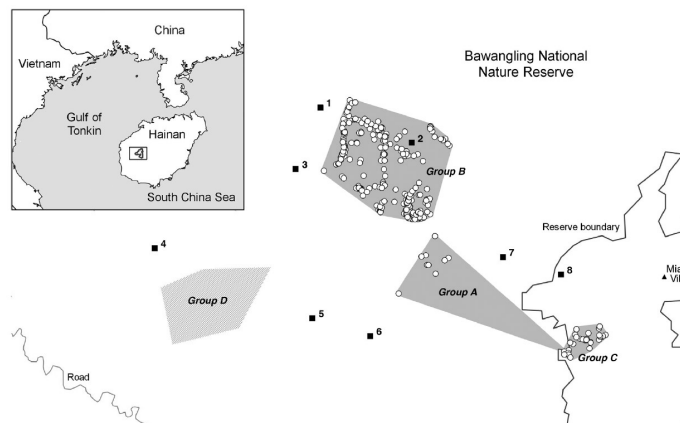 China
Vietnam
Gulf of
Tonkin
Hainan
South China Sea
Bawangling National
Nature Reserve
1
2
3
Group B
Reserve boundary
4
7
8
Group D
Group A
5
6
Group C
Road